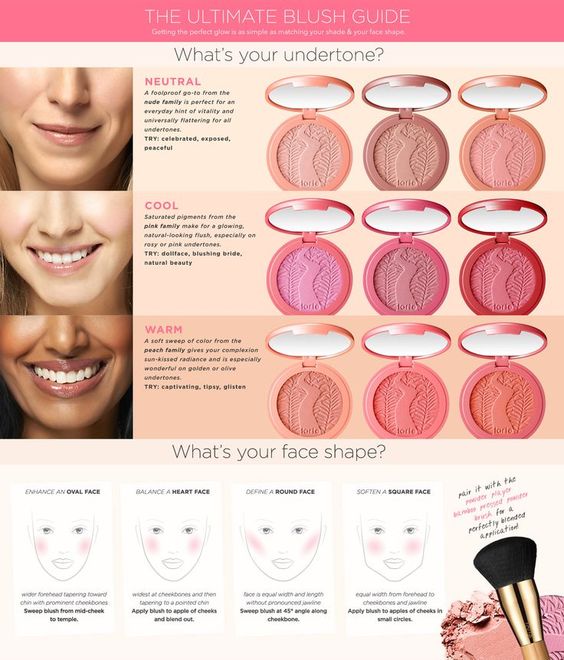 THE ULTIMATE BLUSH GUIDE
Getting the perfect glow is as simple as matching your shade & your face shape.
What's your undertone?
NEUTRAL
A foolproof go-to from the
nude family is perfect for an
everyday hint of vitality and
universally flattering for all
undertones.
TRY: celebrated, exposed,
peaceful
COOL
Saturated pigments from the
pink family make for a glowing,
natural-looking flush, especially on
rosy or pink undertones.
TRY: dollface, blushing bride,
natural beauty
WARM
A soft sweep of color from the
peach family gives your complexion
sun-kissed radiance and is especially
wonderful on golden or olive
undertones.
TRY: captivating, tipsy, glisten
What's your face shape?
ENHANCE AN OVAL FACE
wider forehead tapering toward
chin with prominent cheekbones
Sweep blush from mid-cheek
to temple.
BALANCE A HEART FACE
widest at cheekbones and then
tapering to a pointed chin
Apply blush to apples of cheeks
and blend out.
DEFINE A ROUND FACE
face is equal width and length
without pronounced jawline
Sweep blush at 45° angle along
cheekbone.
SOFTEN A SQUARE FACE
equal width from forehead to
cheekbones and jawline
Apply blush to apples of cheeks in
small circles.
pair it with the
powder player
bamboo pressed powder
brush for a
perfectly blended
application!